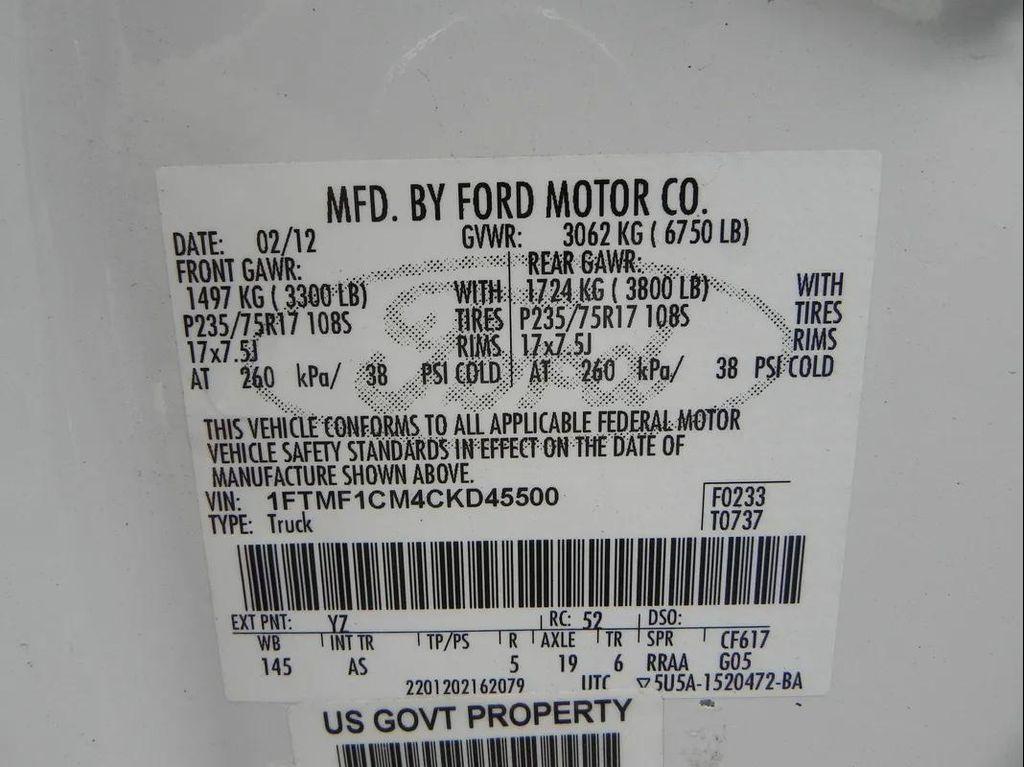 MFD. BY FORD MOTOR CO.
DATE: 02/12 GVWR: 3062 KG ( 6750 LB)
FRONT GAWR: REAR GAWR:
1497 KG ( 3300 LB) WITH 1724 KG ( 3800 LB) WITH
P235/75R17 108S TIRES P235/75R17 108S TIRES
17x7.5J RIMS 17x7.5J RIMS
AT 260 kPa/ 38 PSI COLD AT 260 kPa/ 38 PSI COLD
Ford
THIS VEHICLE CONFORMS TO ALL APPLICABLE FEDERAL MOTOR
VEHICLE SAFETY STANDARDS IN EFFECT ON THE DATE OF
MANUFACTURE SHOWN ABOVE.
VIN: 1FTMF1CM4CKD45500 F0233
TYPE: Truck T0737
EXT PNT: YZ RC: 52 DSO:
WB INT TR TP/PS R AXLE TR SPR CF617
145 AS 5 19 6 RRAA G05
2201202162079 UTC ▽5U5A-1520472-BA
US GOVT PROPERTY